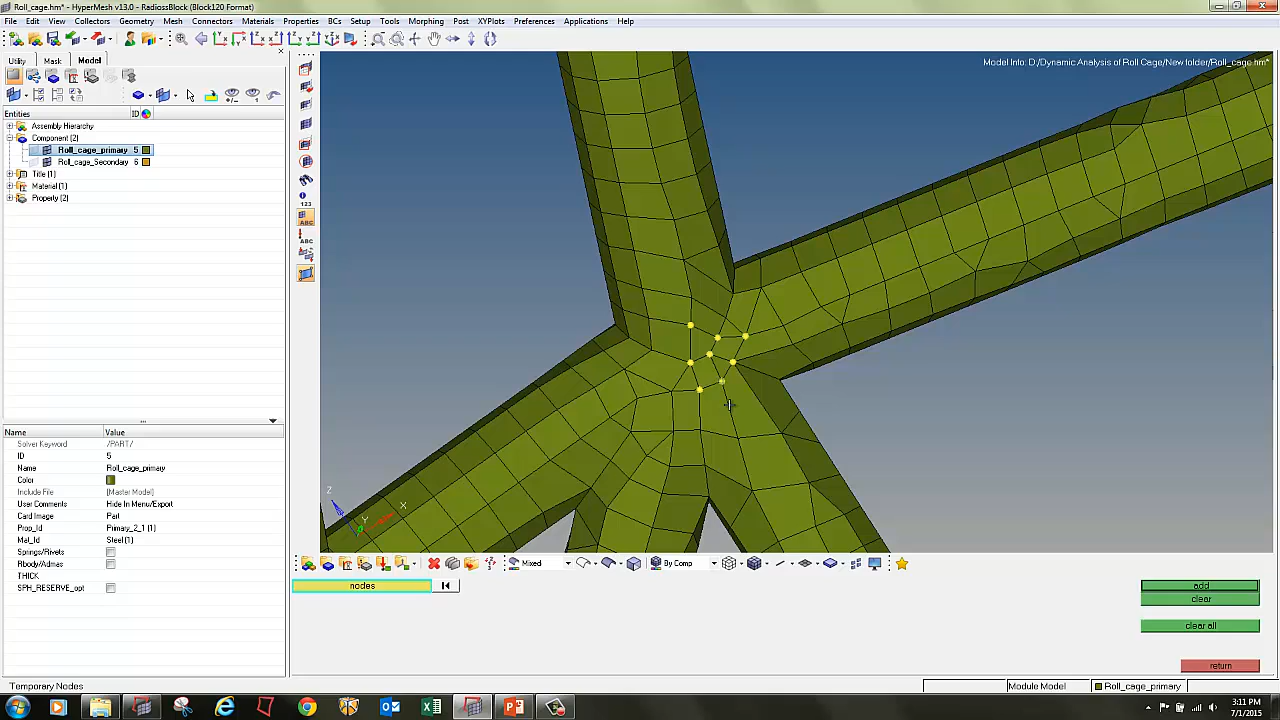 Roll_cage.hm* - HyperMesh v13.0 - RadiossBlock (Block120 Format)
File Edit View Collectors Geometry Mesh Connectors Materials Properties BCs Setup Tools Morphing Post XYPlots Preferences Applications Help
Model Info: D:/Dynamic Analysis of Roll Cage/New folder/Roll_cage.hm*
Utility Mask Model
Entities ID
Assembly Hierarchy
Component (2)
Roll_cage_primary 5
Roll_cage_Secondary 6
Title (1)
Material (1)
Property (2)
123
ABC
ABC
Name Value
Solver Keyword /PART/
ID 5
Name Roll_cage_primary
Color
Include File [Master Model]
User Comments Hide In Menu/Export
Card Image Part
Prop_Id Primary_2_1 (1)
Mat_Id Steel (1)
Springs/Rivets
Rbody/Admas
THICK
SPH_RESERVE_opt
Z
Y
X
Mixed
By Comp
nodes
add
clear
clear all
return
Temporary Nodes
Module Model
Roll_cage_primary
3:11 PM
7/1/2015